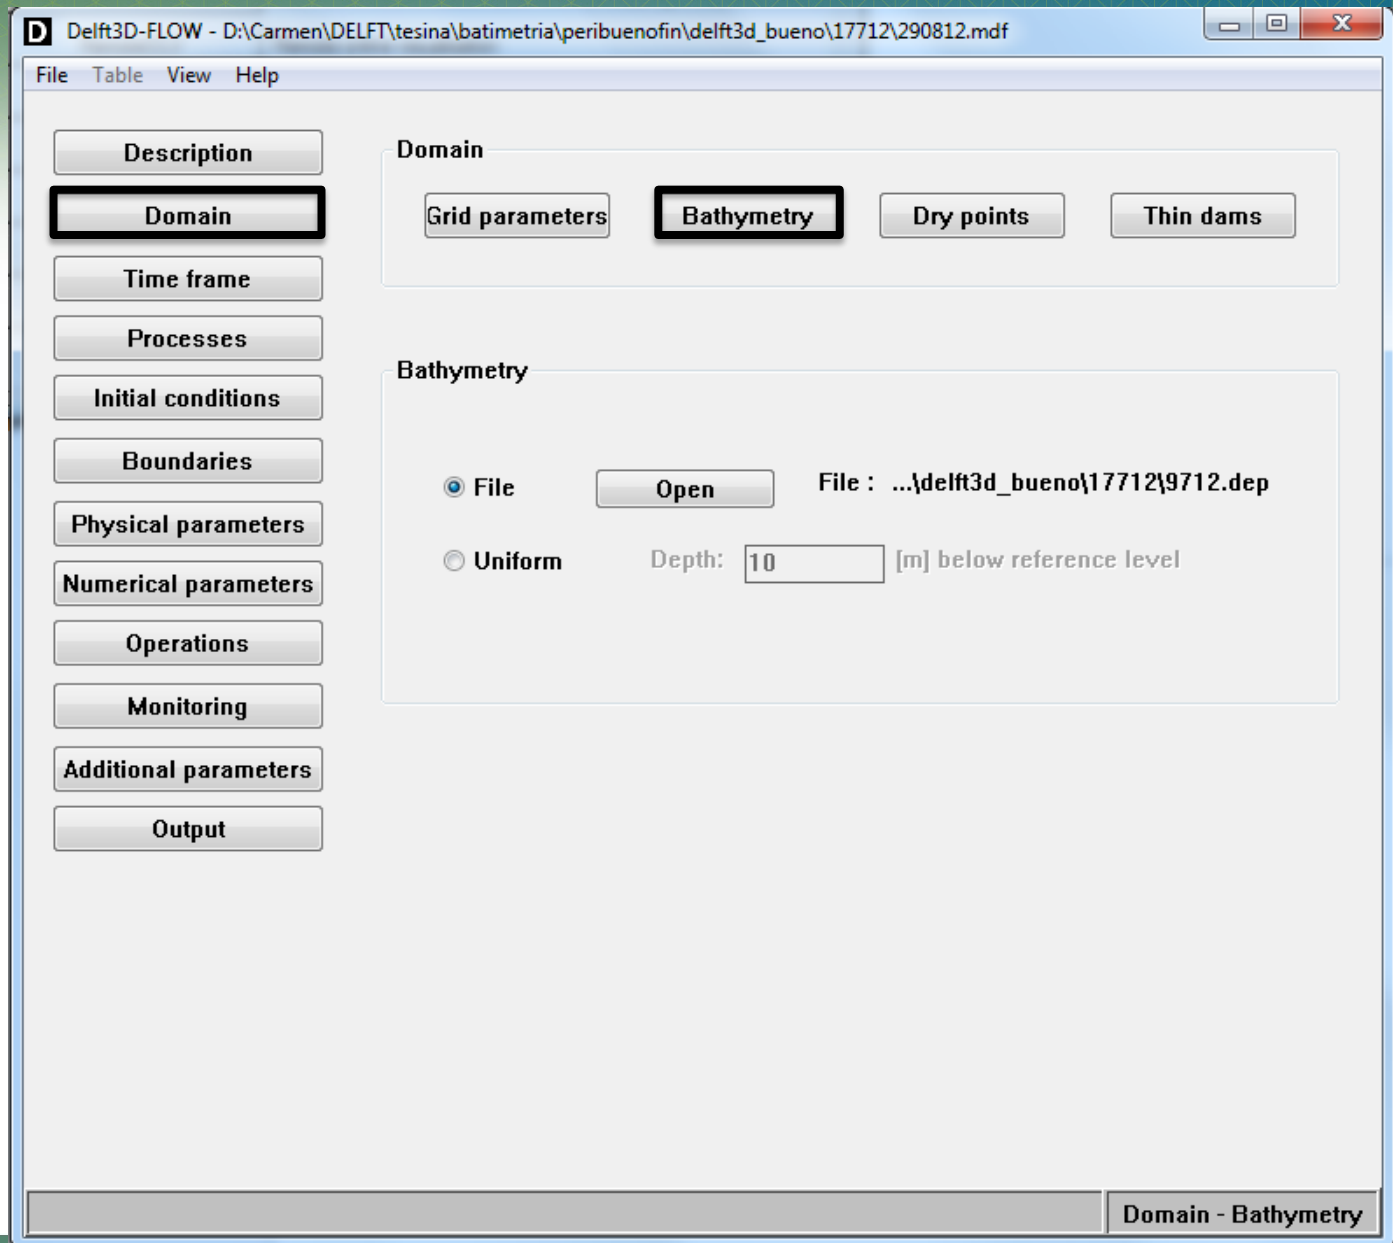 D Delft3D-FLOW - D:\Carmen\DELFT\tesina\batimetria\peribuenofin\delft3d_bueno\17712\290812.mdf
File Table View Help
Description
Domain
Time frame
Processes
Initial conditions
Boundaries
Physical parameters
Numerical parameters
Operations
Monitoring
Additional parameters
Output
Domain
Grid parameters Bathymetry Dry points Thin dams
Bathymetry
File Open File : ...\delft3d_bueno\17712\9712.dep
Uniform Depth: 10 [m] below reference level
Domain - Bathymetry